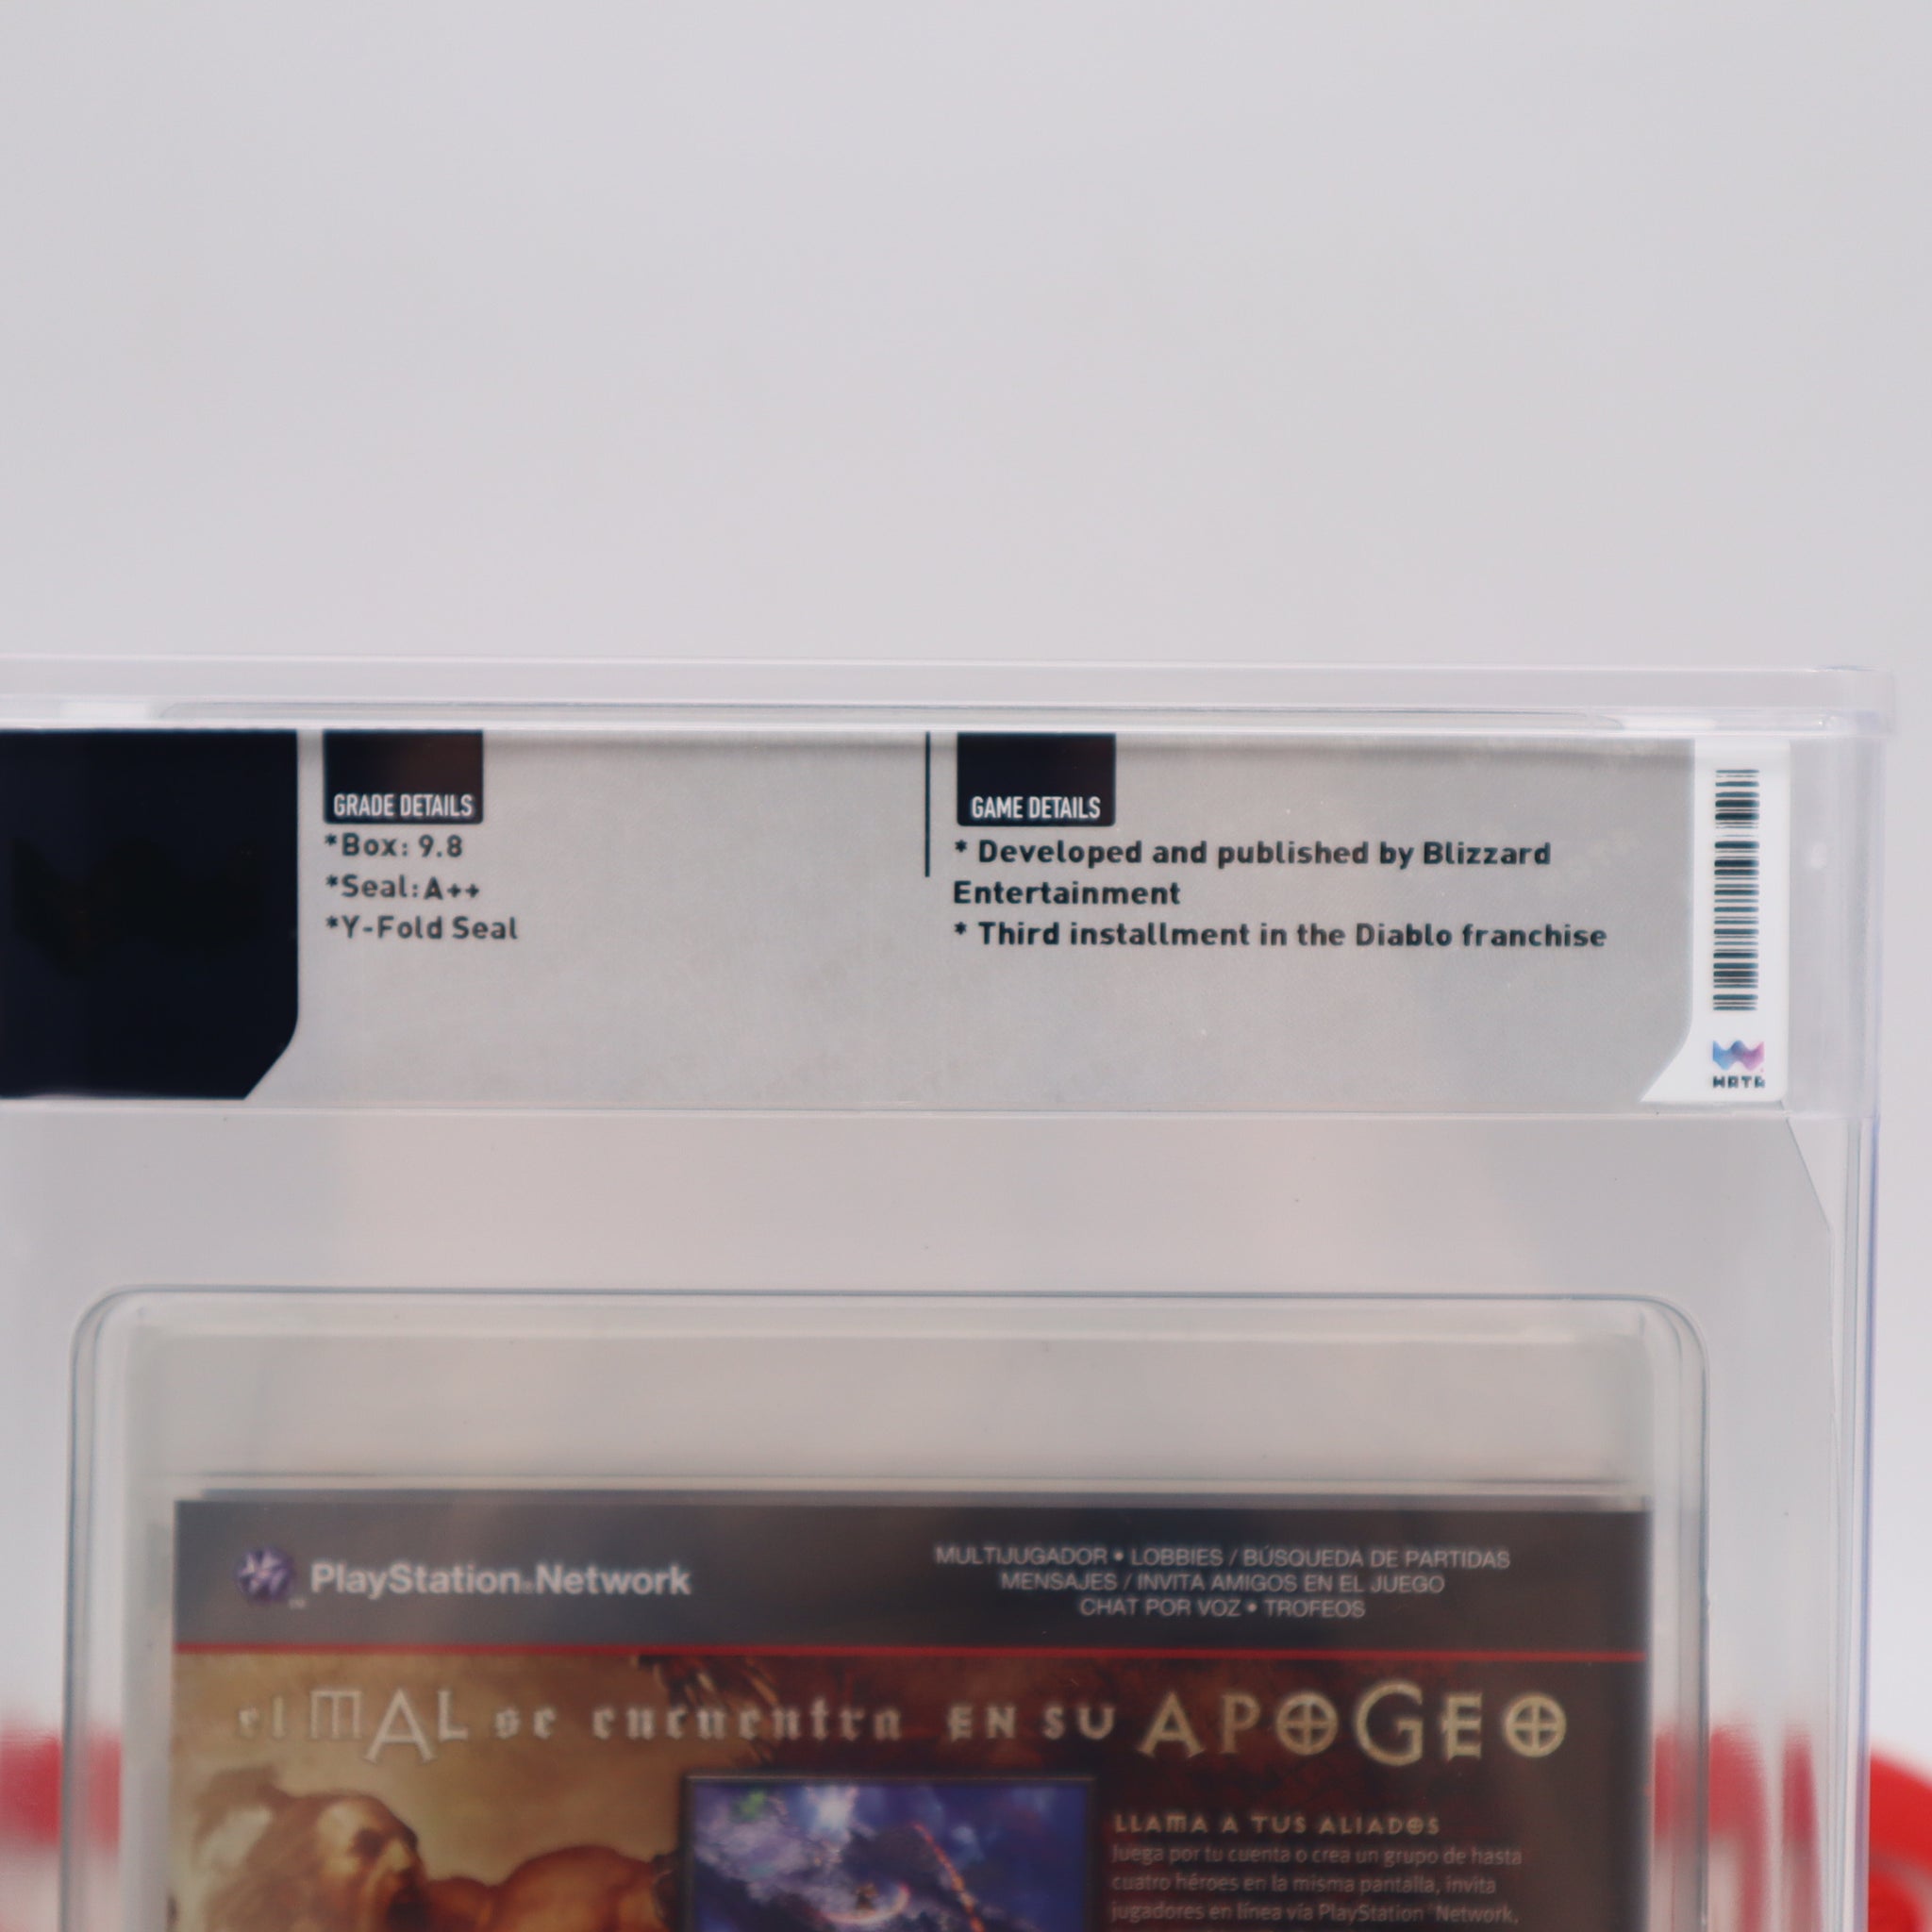 GRADE DETAILS
*Box: 9.8
*Seal: A++
*Y-Fold Seal
GAME DETAILS
* Developed and published by Blizzard
Entertainment
* Third installment in the Diablo franchise
WATA
PlayStation®Network
MULTIJUGADOR • LOBBIES / BÚSQUEDA DE PARTIDAS
MENSAJES / INVITA AMIGOS EN EL JUEGO
CHAT POR VOZ • TROFEOS
el MAL se encuentra EN SU APOGEO
LLAMA A TUS ALIADOS
Juega por tu cuenta o crea un grupo de hasta
cuatro héroes en la misma pantalla, invita
jugadores en línea vía PlayStation®Network,